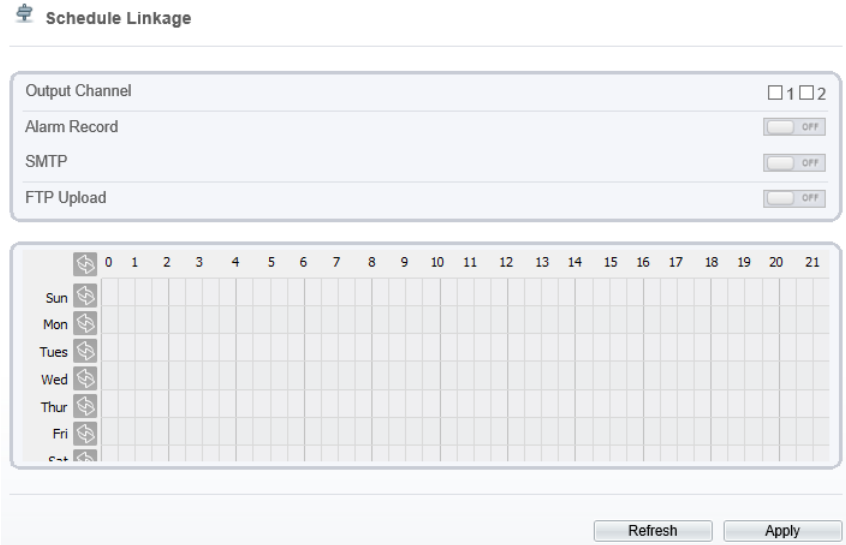 Schedule Linkage
Output Channel 1 2
Alarm Record OFF
SMTP OFF
FTP Upload OFF
0 1 2 3 4 5 6 7 8 9 10 11 12 13 14 15 16 17 18 19 20 21
Sun
Mon
Tues
Wed
Thur
Fri
Sat
Refresh Apply